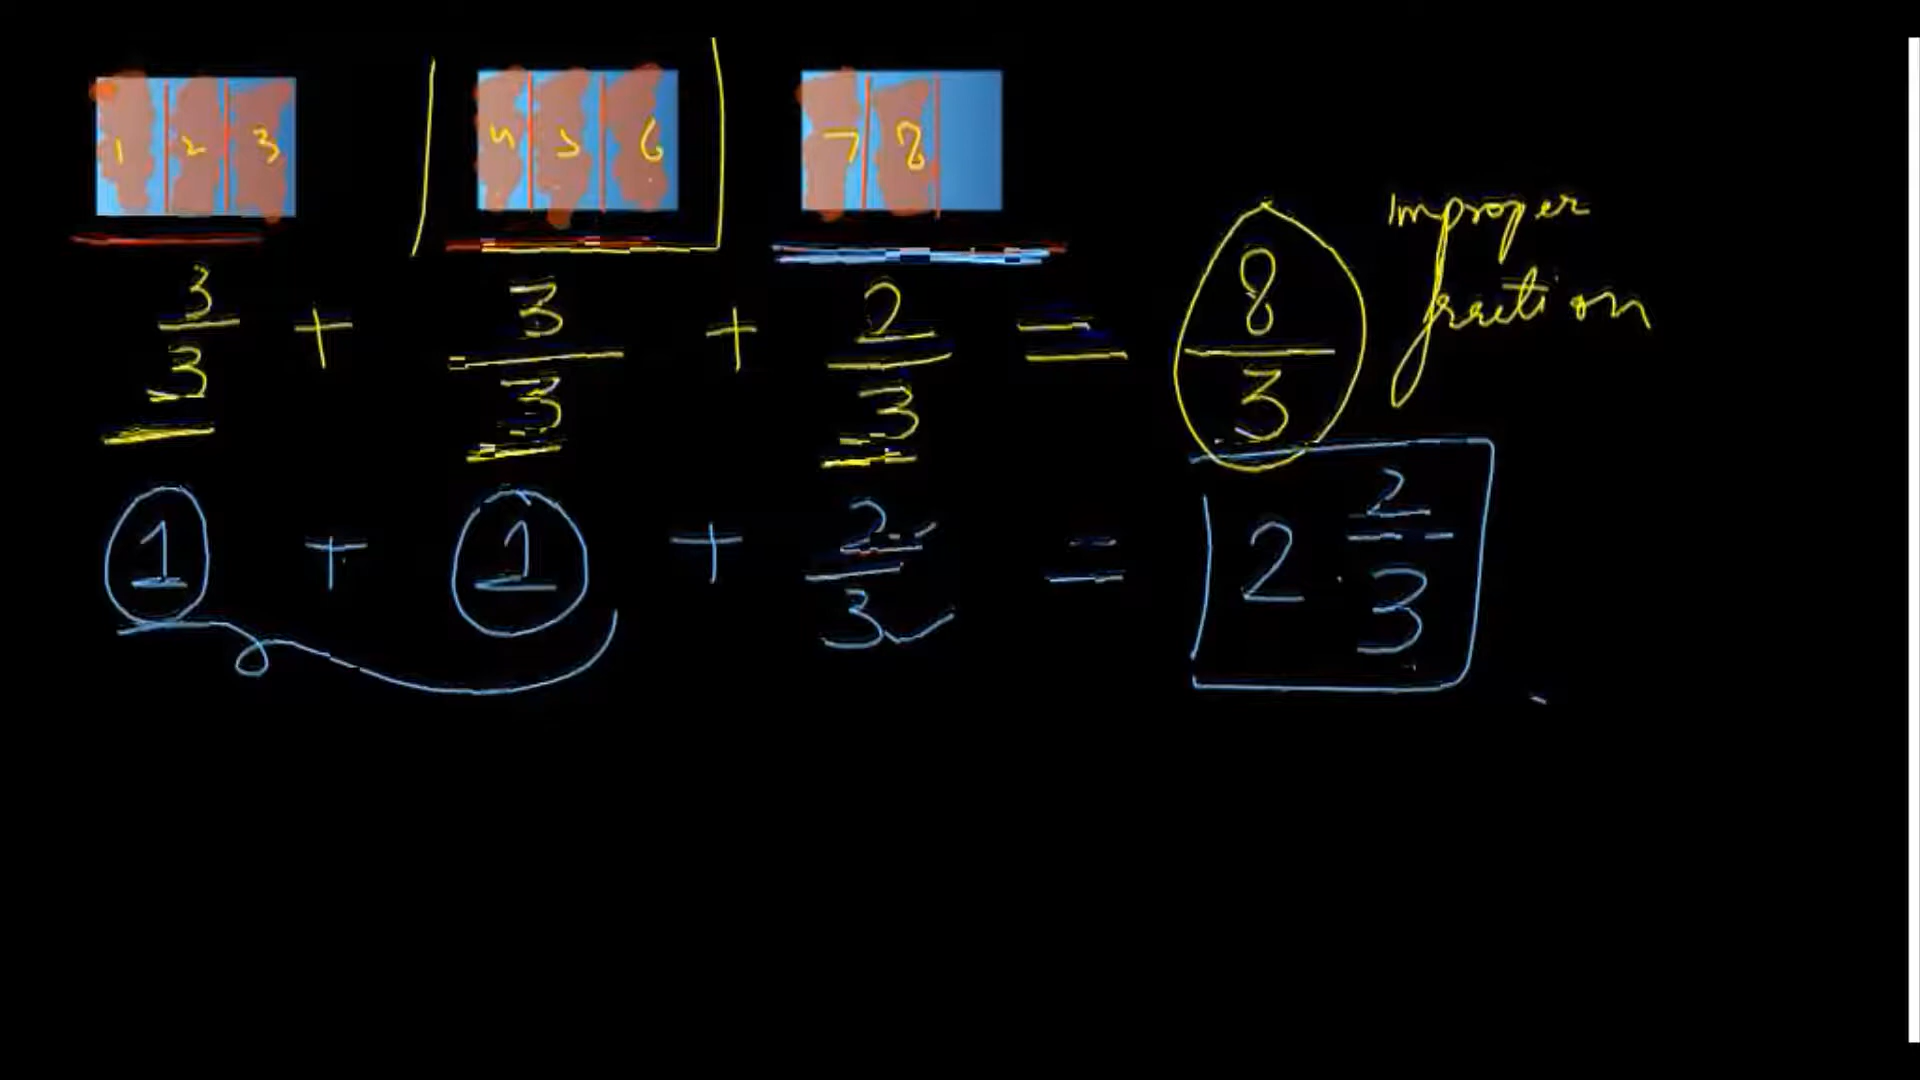 1 2 3 4 5 6 7 8
3/3 + 3/3 + 2/3 = 8/3
improper
fraction
1 + 1 + 2/3 = 2 2/3